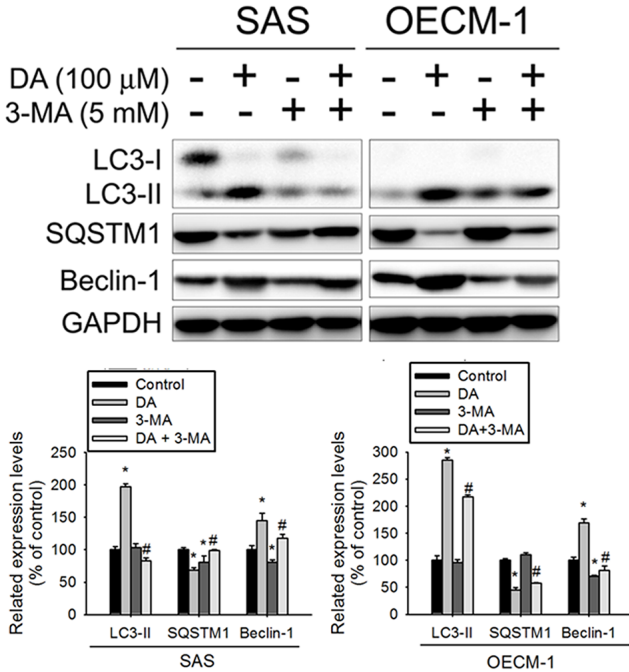 SAS OECM-1
DA (100 μM) - + - + - + - +
3-MA (5 mM) - - + + - - + +
LC3-I
LC3-II
SQSTM1
Beclin-1
GAPDH
Control
DA
3-MA
DA + 3-MA
Related expression levels
(% of control)
250
200
150
100
50
0
* # * * # * * #
LC3-II SQSTM1 Beclin-1
SAS
Control
DA
3-MA
DA+3-MA
Related expression levels
(% of control)
300
250
200
150
100
50
0
* # * # * * #
LC3-II SQSTM1 Beclin-1
OECM-1